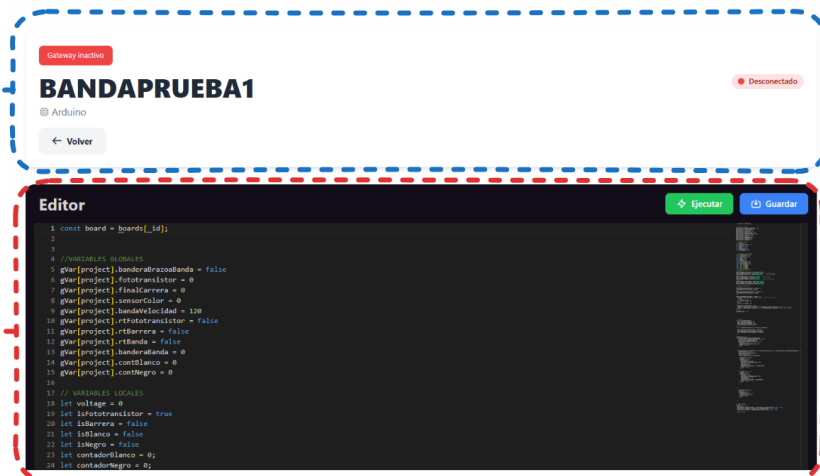 Gateway inactivo
BANDAPRUEBA1
Desconectado
Arduino
← Volver
Editor
Ejecutar
Guardar
1 const board = boards[_id];
2
3
4 //VARIABLES GLOBALES
5 gVar[project].banderaBrazoaBanda = false
6 gVar[project].fototransistor = 0
7 gVar[project].finalCarrera = 0
8 gVar[project].sensorColor = 0
9 gVar[project].bandaVelocidad = 120
10 gVar[project].rtFototransistor = false
11 gVar[project].rtBarrera = false
12 gVar[project].rtBanda = false
13 gVar[project].banderaBanda = 0
14 gVar[project].contBlanco = 0
15 gVar[project].contNegro = 0
16
17 // VARIABLES LOCALES
18 let voltage = 0
19 let isFototransistor = true
20 let isBarrera = false
21 let isBlanco = false
22 let isNegro = false
23 let contadorBlanco = 0;
24 let contadorNegro = 0;